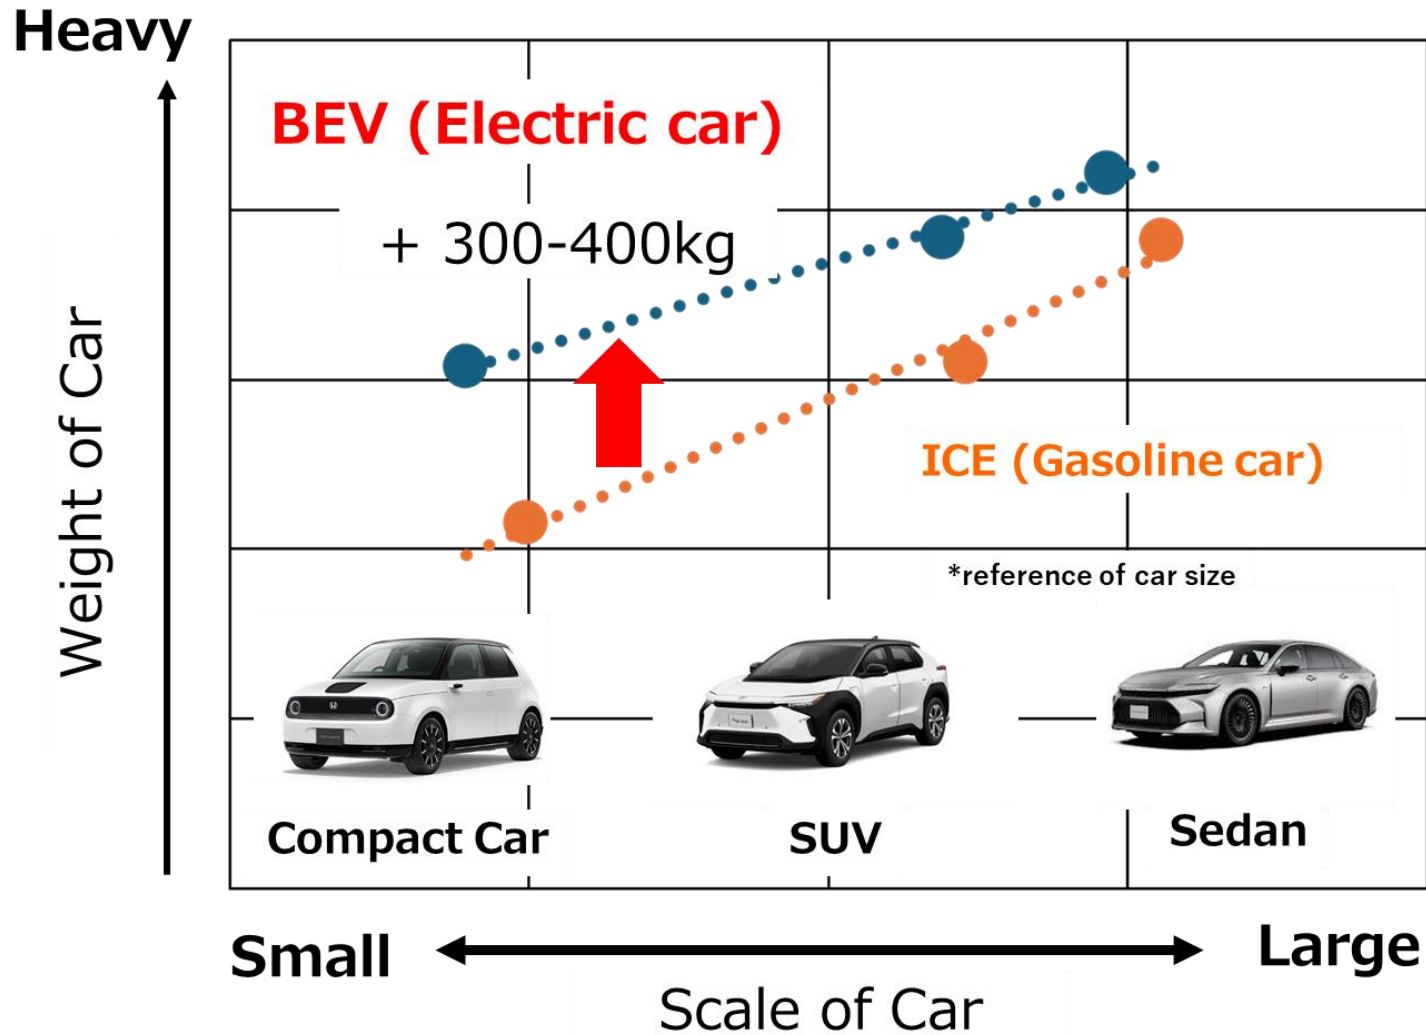 Heavy
BEV (Electric car)
+ 300-400kg
Weight of Car
ICE (Gasoline car)
*reference of car size
Compact Car
SUV
Sedan
Small
Large
Scale of Car